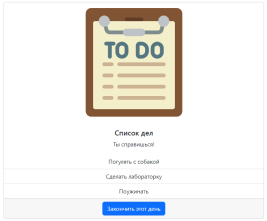 TO DO
Список дел
Ты справишься!
Погулять с собакой
Сделать лабораторку
Поужинать
Закончить этот день